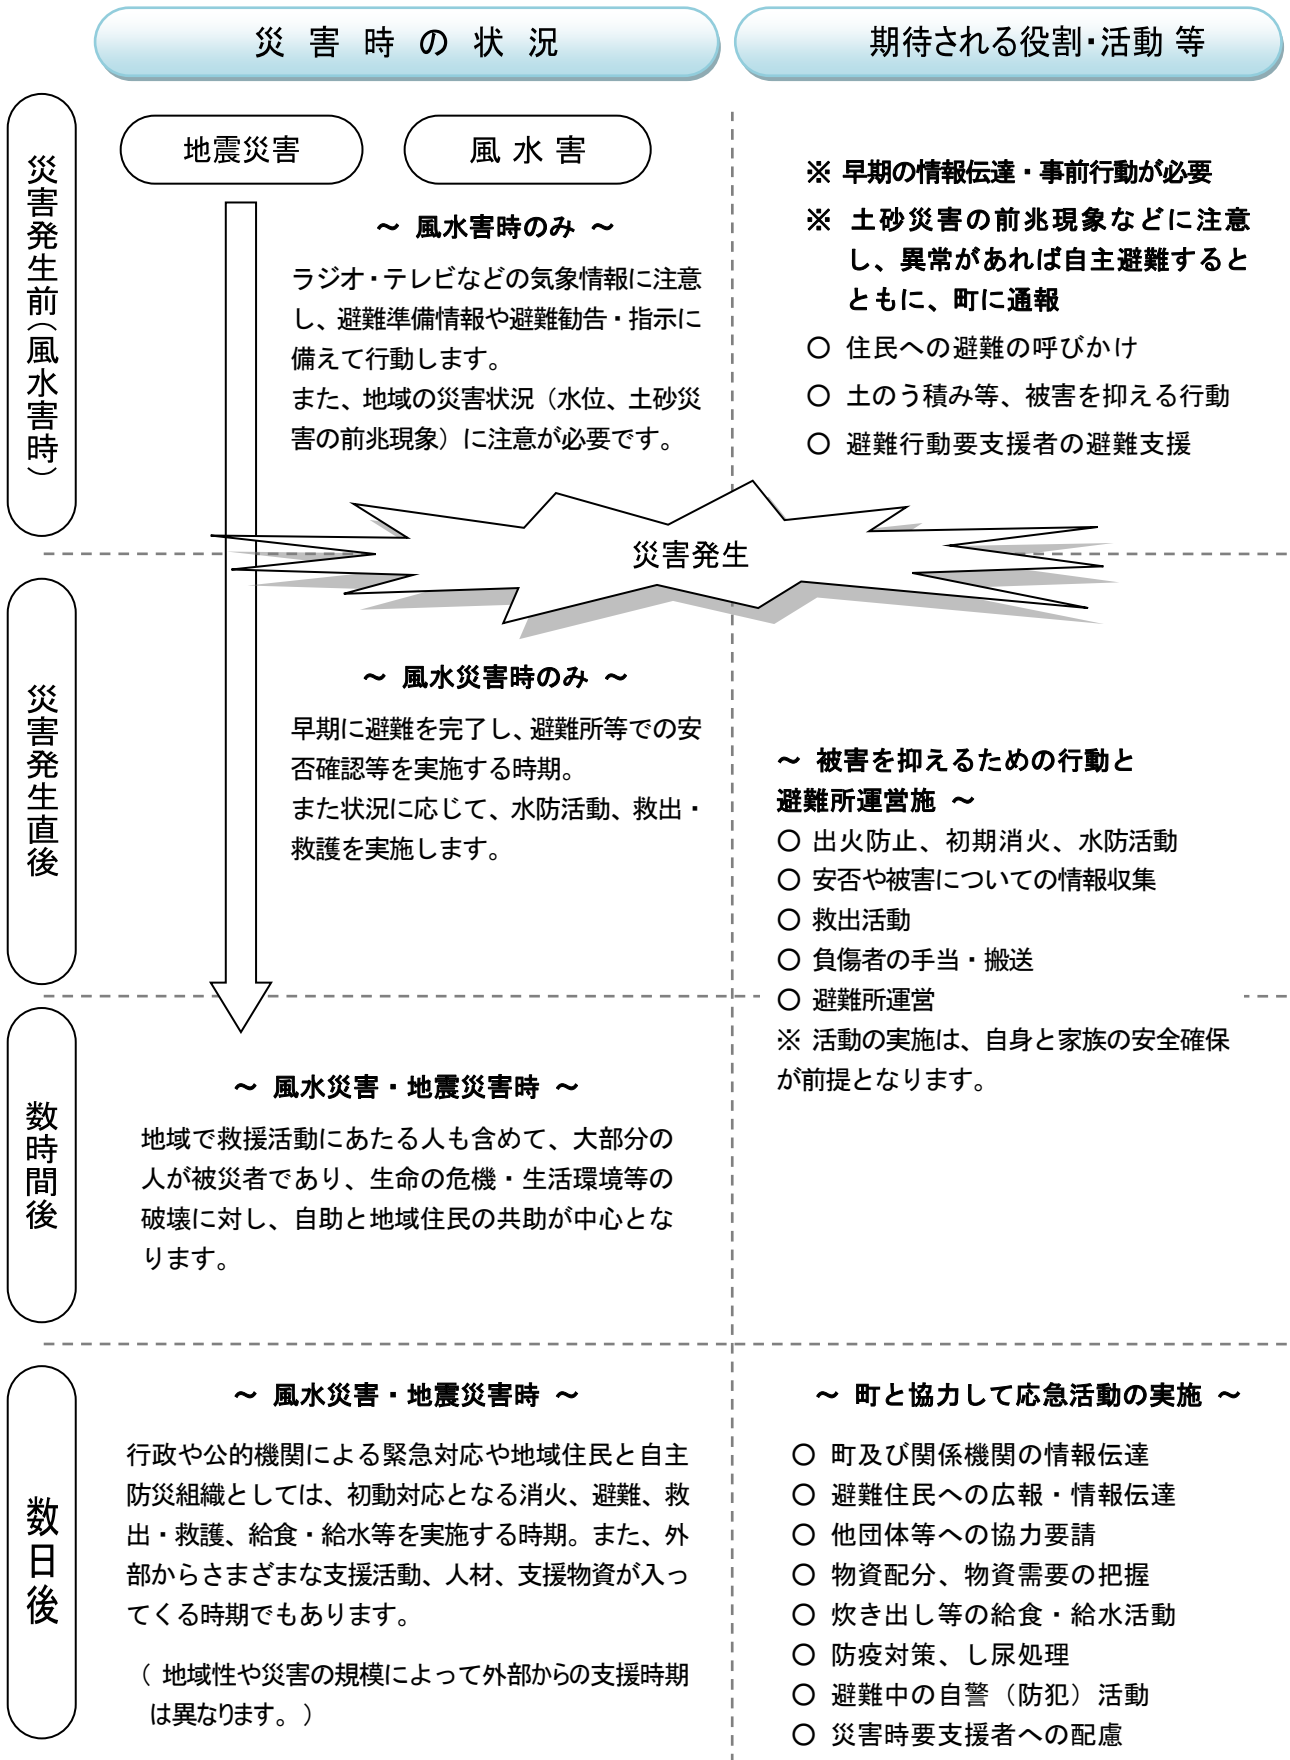 災害時の状況
期待される役割・活動 等
災害発生前（風水害時）
地震災害
風水害
～ 風水害時のみ ～
ラジオ・テレビなどの気象情報に注意
し、避難準備情報や避難勧告・指示に
備えて行動します。
また、地域の災害状況（水位、土砂災
害の前兆現象）に注意が必要です。
※ 早期の情報伝達・事前行動が必要
※ 土砂災害の前兆現象などに注意
し、異常があれば自主避難すると
ともに、町に通報
○ 住民への避難の呼びかけ
○ 土のう積み等、被害を抑える行動
○ 避難行動要支援者の避難支援
災害発生
災害発生直後
～ 風水災害時のみ ～
早期に避難を完了し、避難所等での安
否確認等を実施する時期。
また状況に応じて、水防活動、救出・
救護を実施します。
～ 被害を抑えるための行動と
避難所運営施 ～
○ 出火防止、初期消火、水防活動
○ 安否や被害についての情報収集
○ 救出活動
○ 負傷者の手当・搬送
○ 避難所運営
※ 活動の実施は、自身と家族の安全確保
が前提となります。
数時間後
～ 風水災害・地震災害時 ～
地域で救援活動にあたる人も含めて、大部分の
人が被災者であり、生命の危機・生活環境等の
破壊に対し、自助と地域住民の共助が中心とな
ります。
数日後
～ 風水災害・地震災害時 ～
行政や公的機関による緊急対応や地域住民と自主
防災組織としては、初動対応となる消火、避難、救
出・救護、給食・給水等を実施する時期。また、外
部からさまざまな支援活動、人材、支援物資が入っ
てくる時期でもあります。
（ 地域性や災害の規模によって外部からの支援時期
は異なります。）
～ 町と協力して応急活動の実施 ～
○ 町及び関係機関の情報伝達
○ 避難住民への広報・情報伝達
○ 他団体等への協力要請
○ 物資配分、物資需要の把握
○ 炊き出し等の給食・給水活動
○ 防疫対策、し尿処理
○ 避難中の自警（防犯）活動
○ 災害時要支援者への配慮